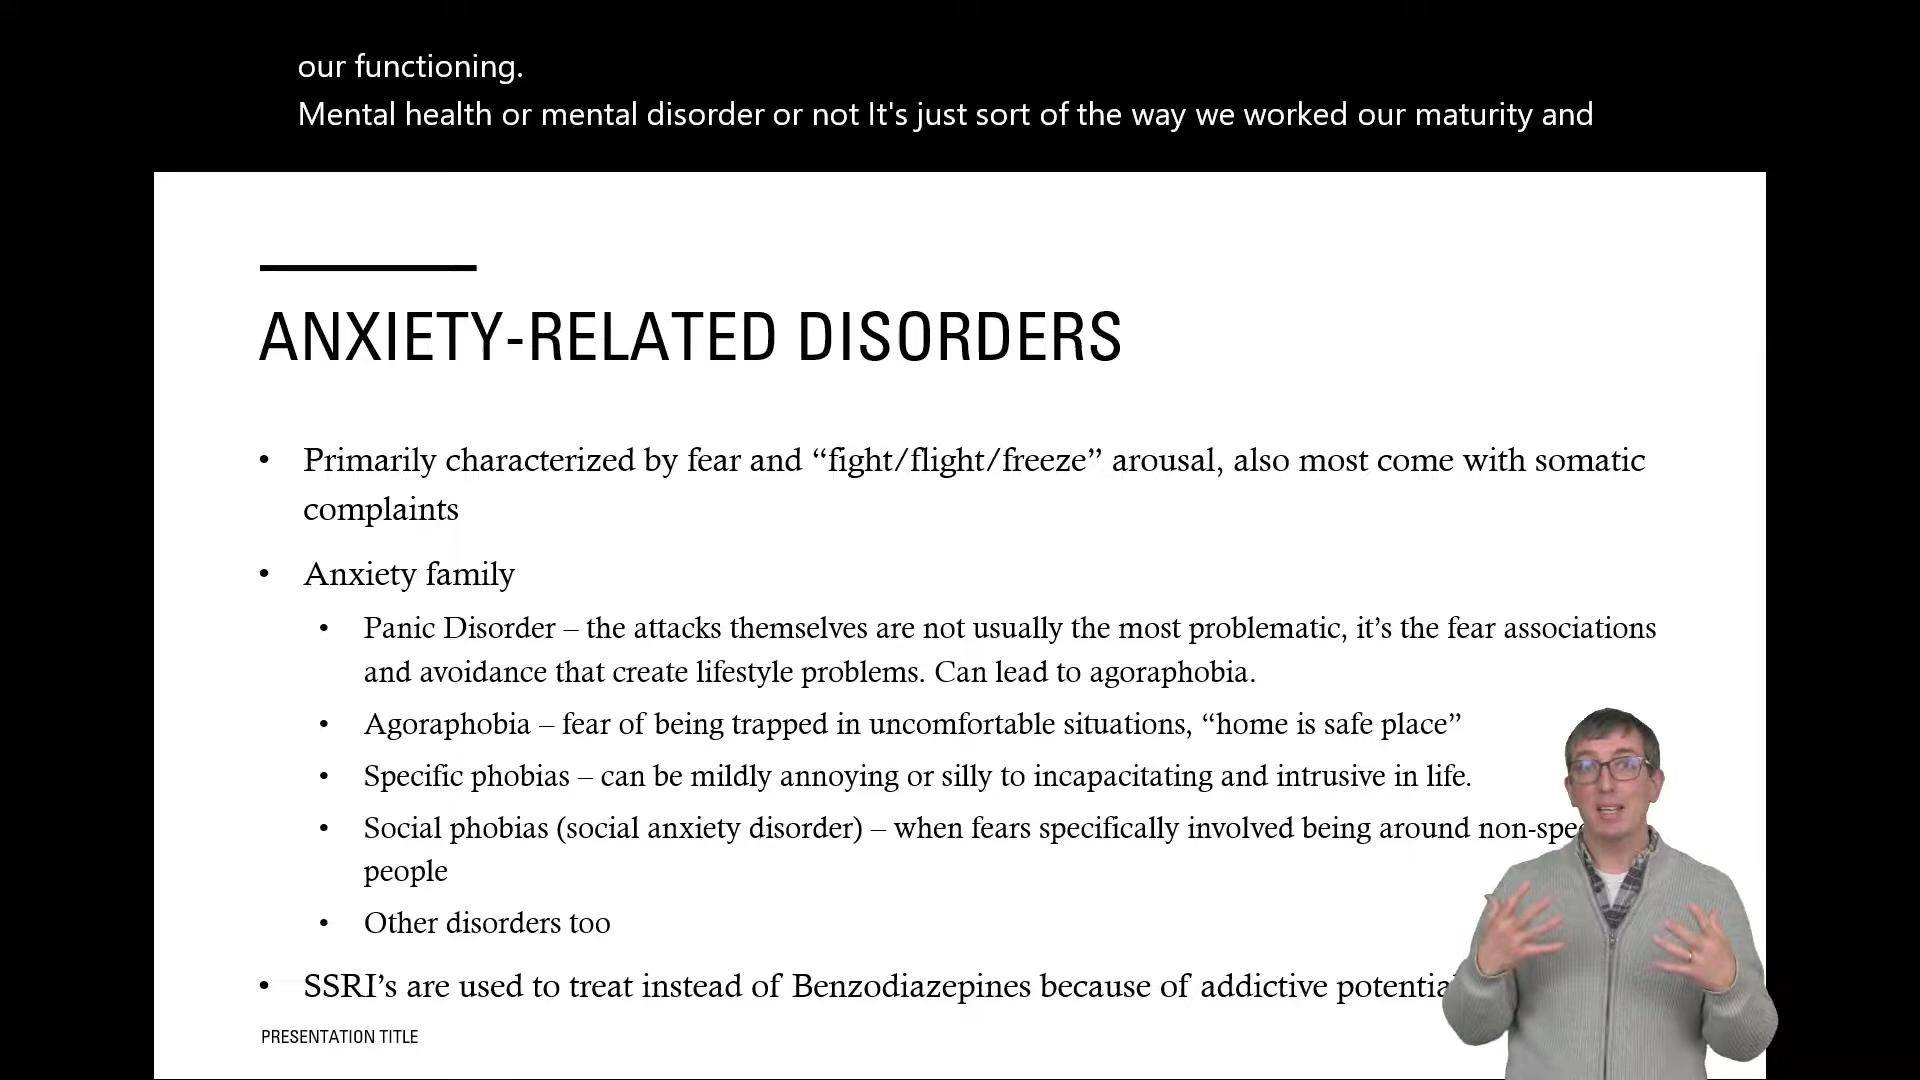 our functioning.
Mental health or mental disorder or not It's just sort of the way we worked our maturity and
ANXIETY-RELATED DISORDERS
• Primarily characterized by fear and “fight/flight/freeze” arousal, also most come with somatic
complaints
• Anxiety family
• Panic Disorder – the attacks themselves are not usually the most problematic, it’s the fear associations
and avoidance that create lifestyle problems. Can lead to agoraphobia.
• Agoraphobia – fear of being trapped in uncomfortable situations, “home is safe place”
• Specific phobias – can be mildly annoying or silly to incapacitating and intrusive in life.
• Social phobias (social anxiety disorder) – when fears specifically involved being around
people
• Other disorders too
• SSRI’s are used to treat instead of Benzodiazepines because of addictive
PRESENTATION TITLE